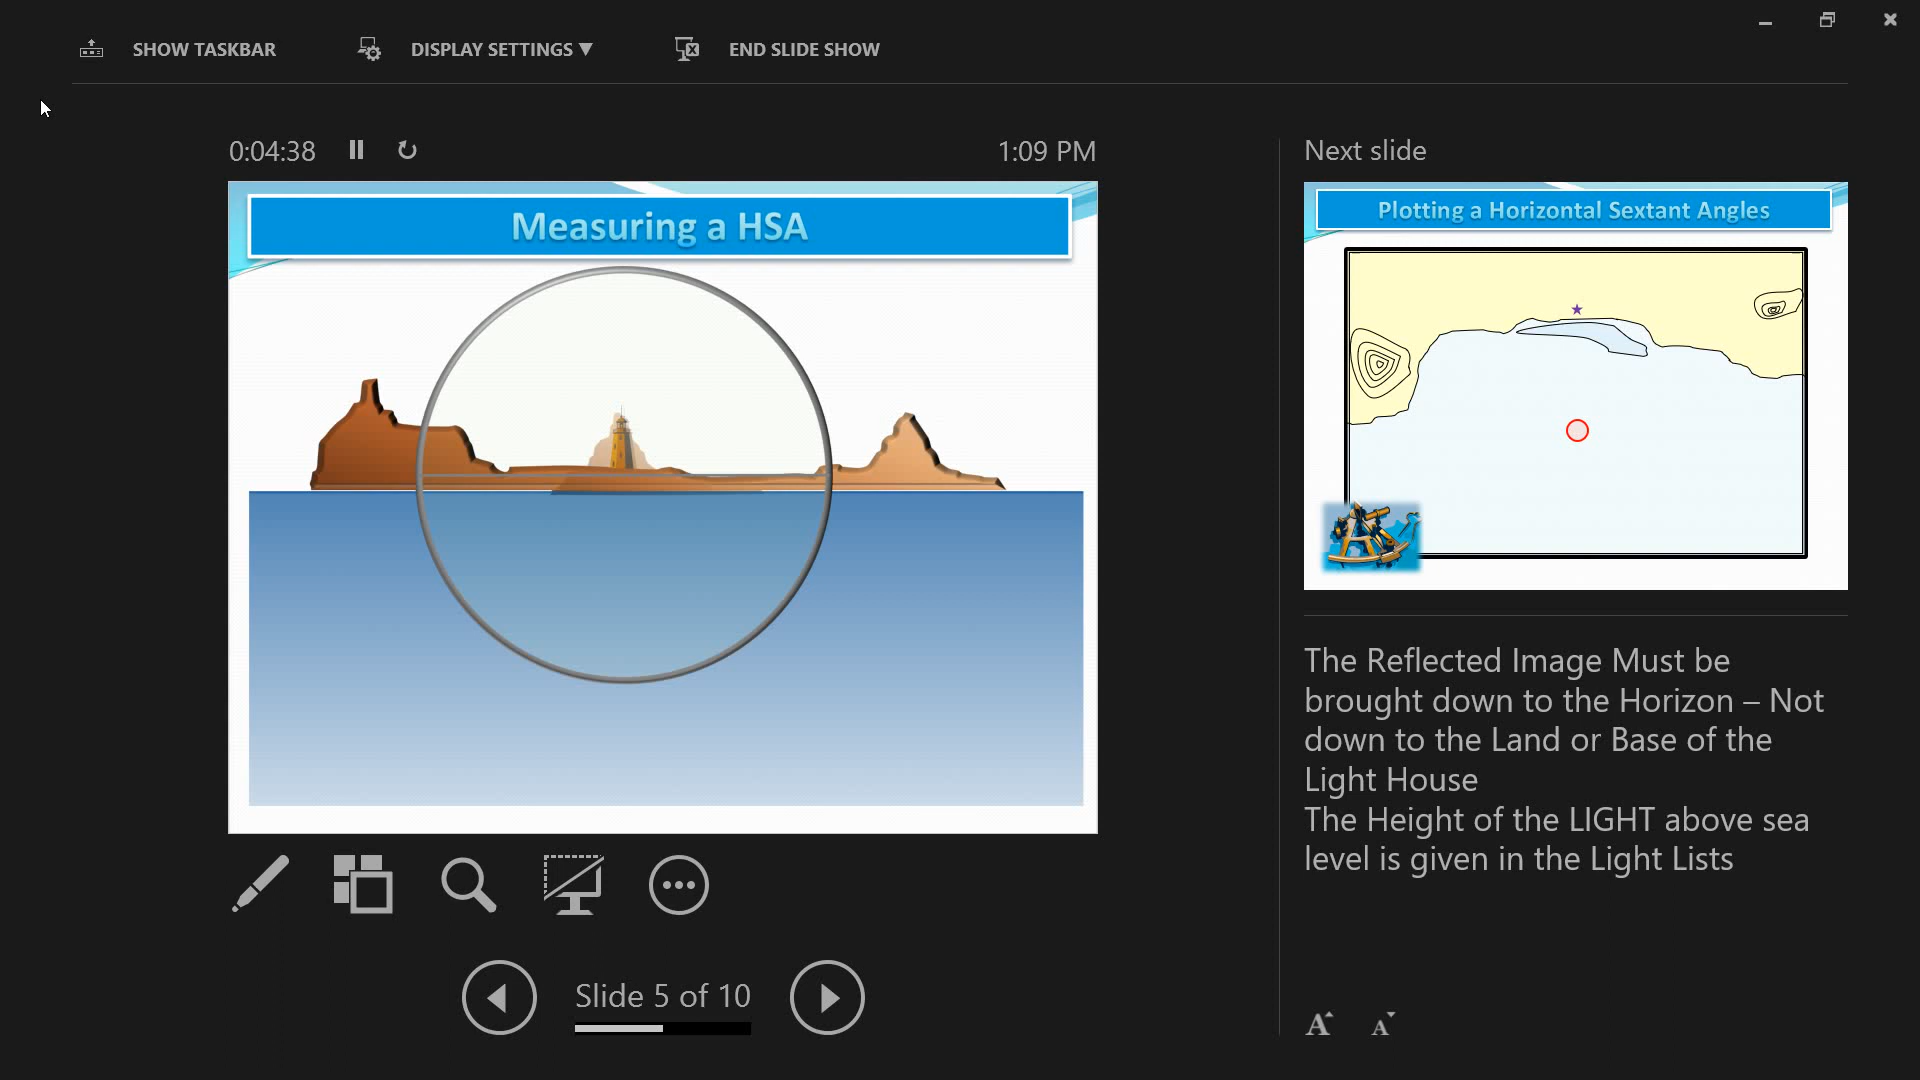 SHOW TASKBAR
DISPLAY SETTINGS ▼
END SLIDE SHOW
0:04:38
1:09 PM
Measuring a HSA
Slide 5 of 10
Next slide
Plotting a Horizontal Sextant Angles
The Reflected Image Must be
brought down to the Horizon – Not
down to the Land or Base of the
Light House
The Height of the LIGHT above sea
level is given in the Light Lists
A
A